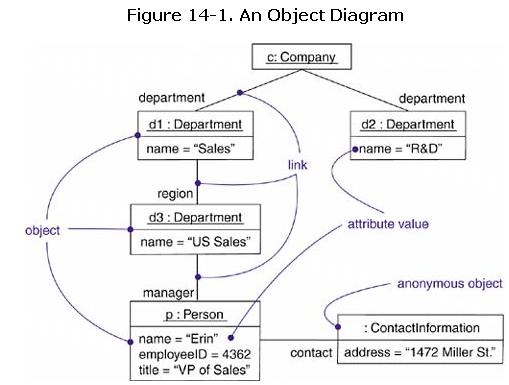 Figure 14-1. An Object Diagram
c: Company
department
department
d1 : Department
name = “Sales”
d2 : Department
name = “R&D”
link
region
object
d3 : Department
name = “US Sales”
attribute value
manager
anonymous object
p : Person
name = “Erin”
employeeID = 4362
title = “VP of Sales”
contact
: ContactInformation
address = “1472 Miller St.”